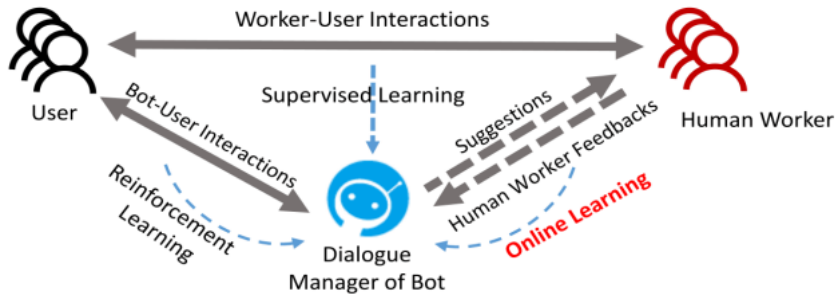 Worker-User Interactions
User
Supervised Learning
Human Worker
Bot-User Interactions
Suggestions
Human Worker Feedbacks
Reinforcement
Learning
Online Learning
Dialogue
Manager of Bot